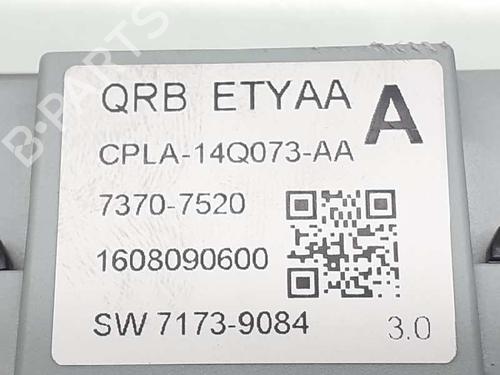 QRB ETYAA A
CPLA-14Q073-AA
7370-7520
1608090600
SW 7173-9084 3.0
B-PARTS